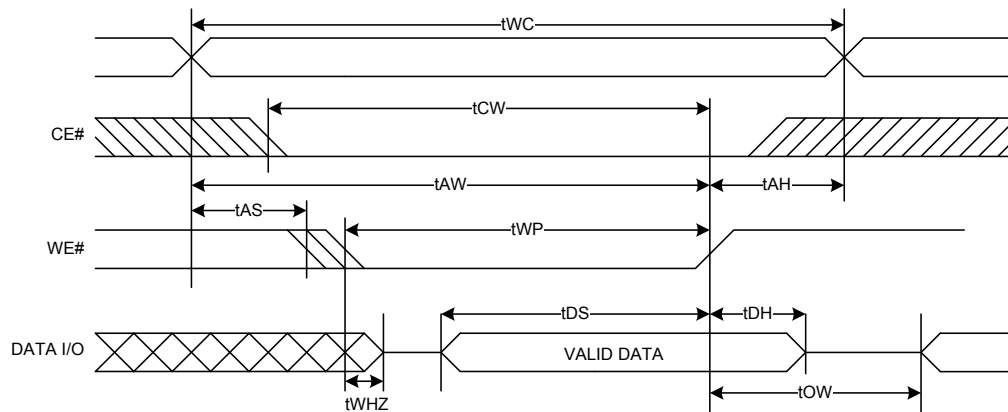 tWC
tCW
CE#
tAW
tAH
tAS
tWP
WE#
tDS
tDH
DATA I/O
VALID DATA
tWHZ
tOW